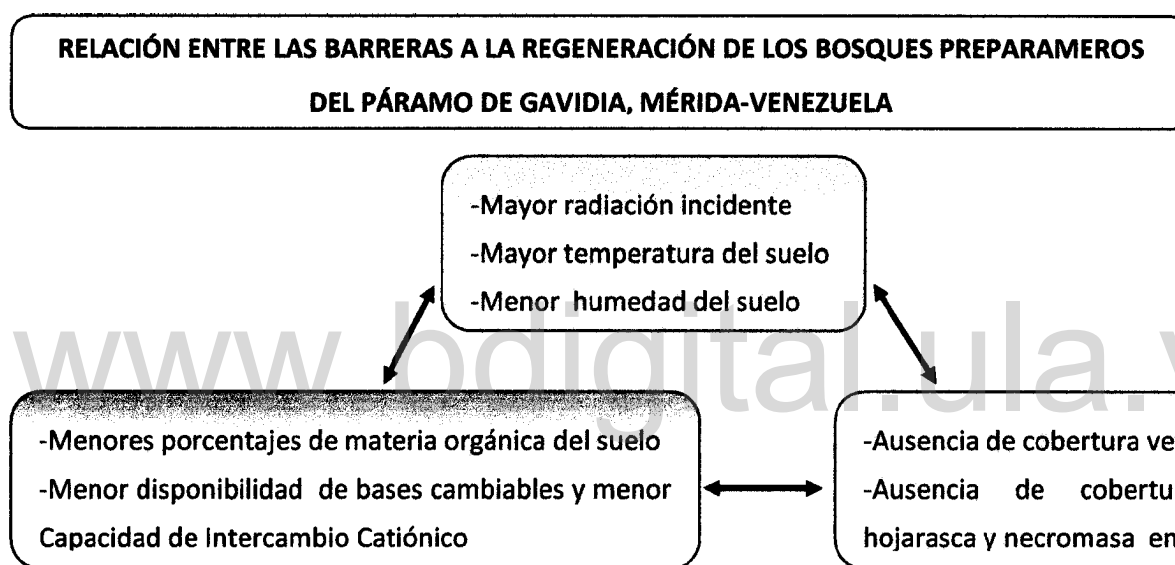 RELACIÓN ENTRE LAS BARRERAS A LA REGENERACIÓN DE LOS BOSQUES PREPARAMEROS
DEL PÁRAMO DE GAVIDIA, MÉRIDA-VENEZUELA
-Mayor radiación incidente
-Mayor temperatura del suelo
-Menor humedad del suelo
www.bdigital.ula.v
-Menores porcentajes de materia orgánica del suelo
-Menor disponibilidad de bases cambiables y menor
Capacidad de Intercambio Catiónico
-Ausencia de cobertura ve
-Ausencia de cobertu
hojarasca y necromasa en